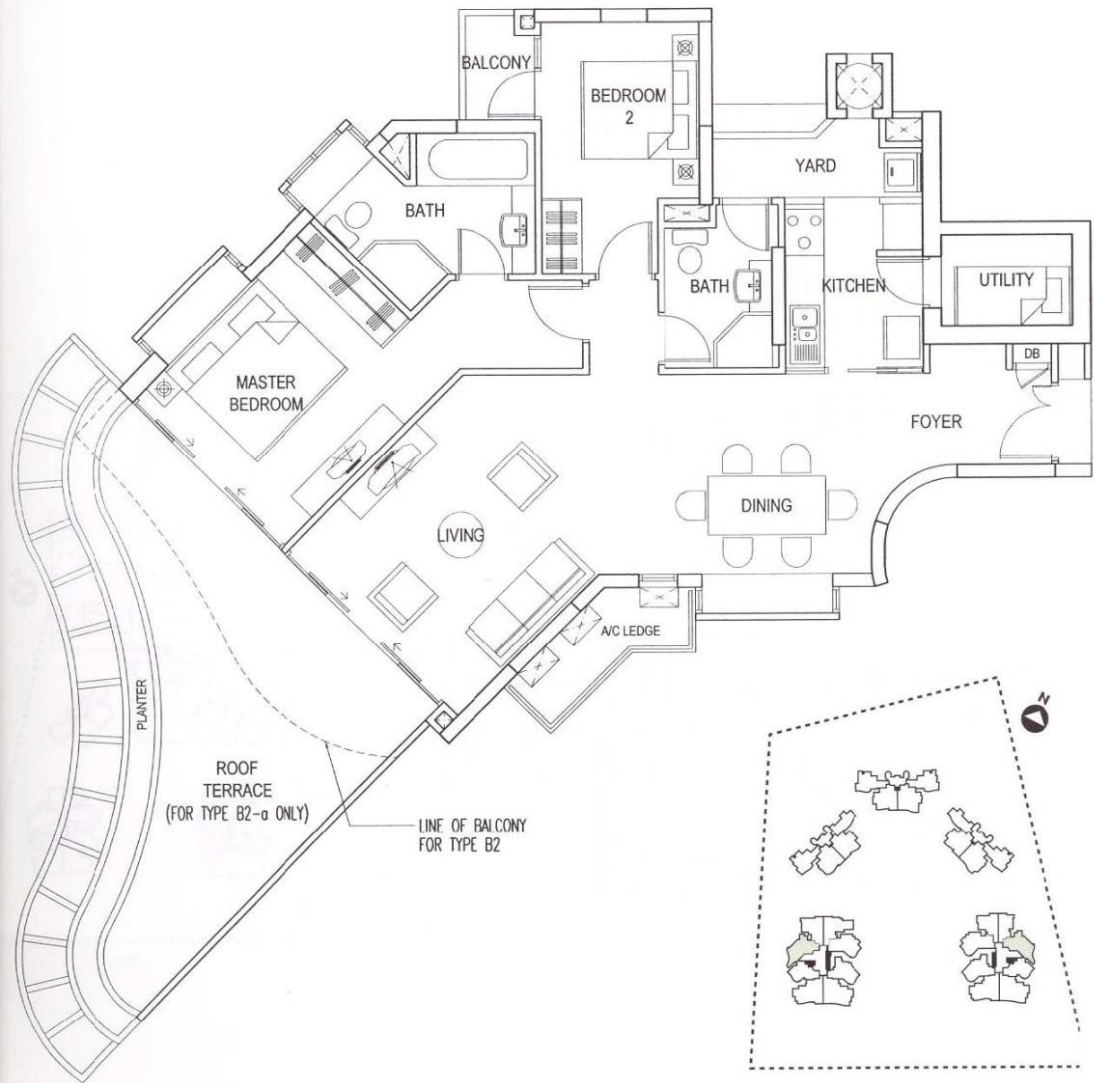 BALCONY
BEDROOM
2
YARD
BATH
BATH
KITCHEN
UTILITY
DB
MASTER
BEDROOM
FOYER
DINING
LIVING
A/C LEDGE
PLANTER
N
ROOF
TERRACE
(FOR TYPE B2-a ONLY)
LINE OF BALCONY
FOR TYPE B2